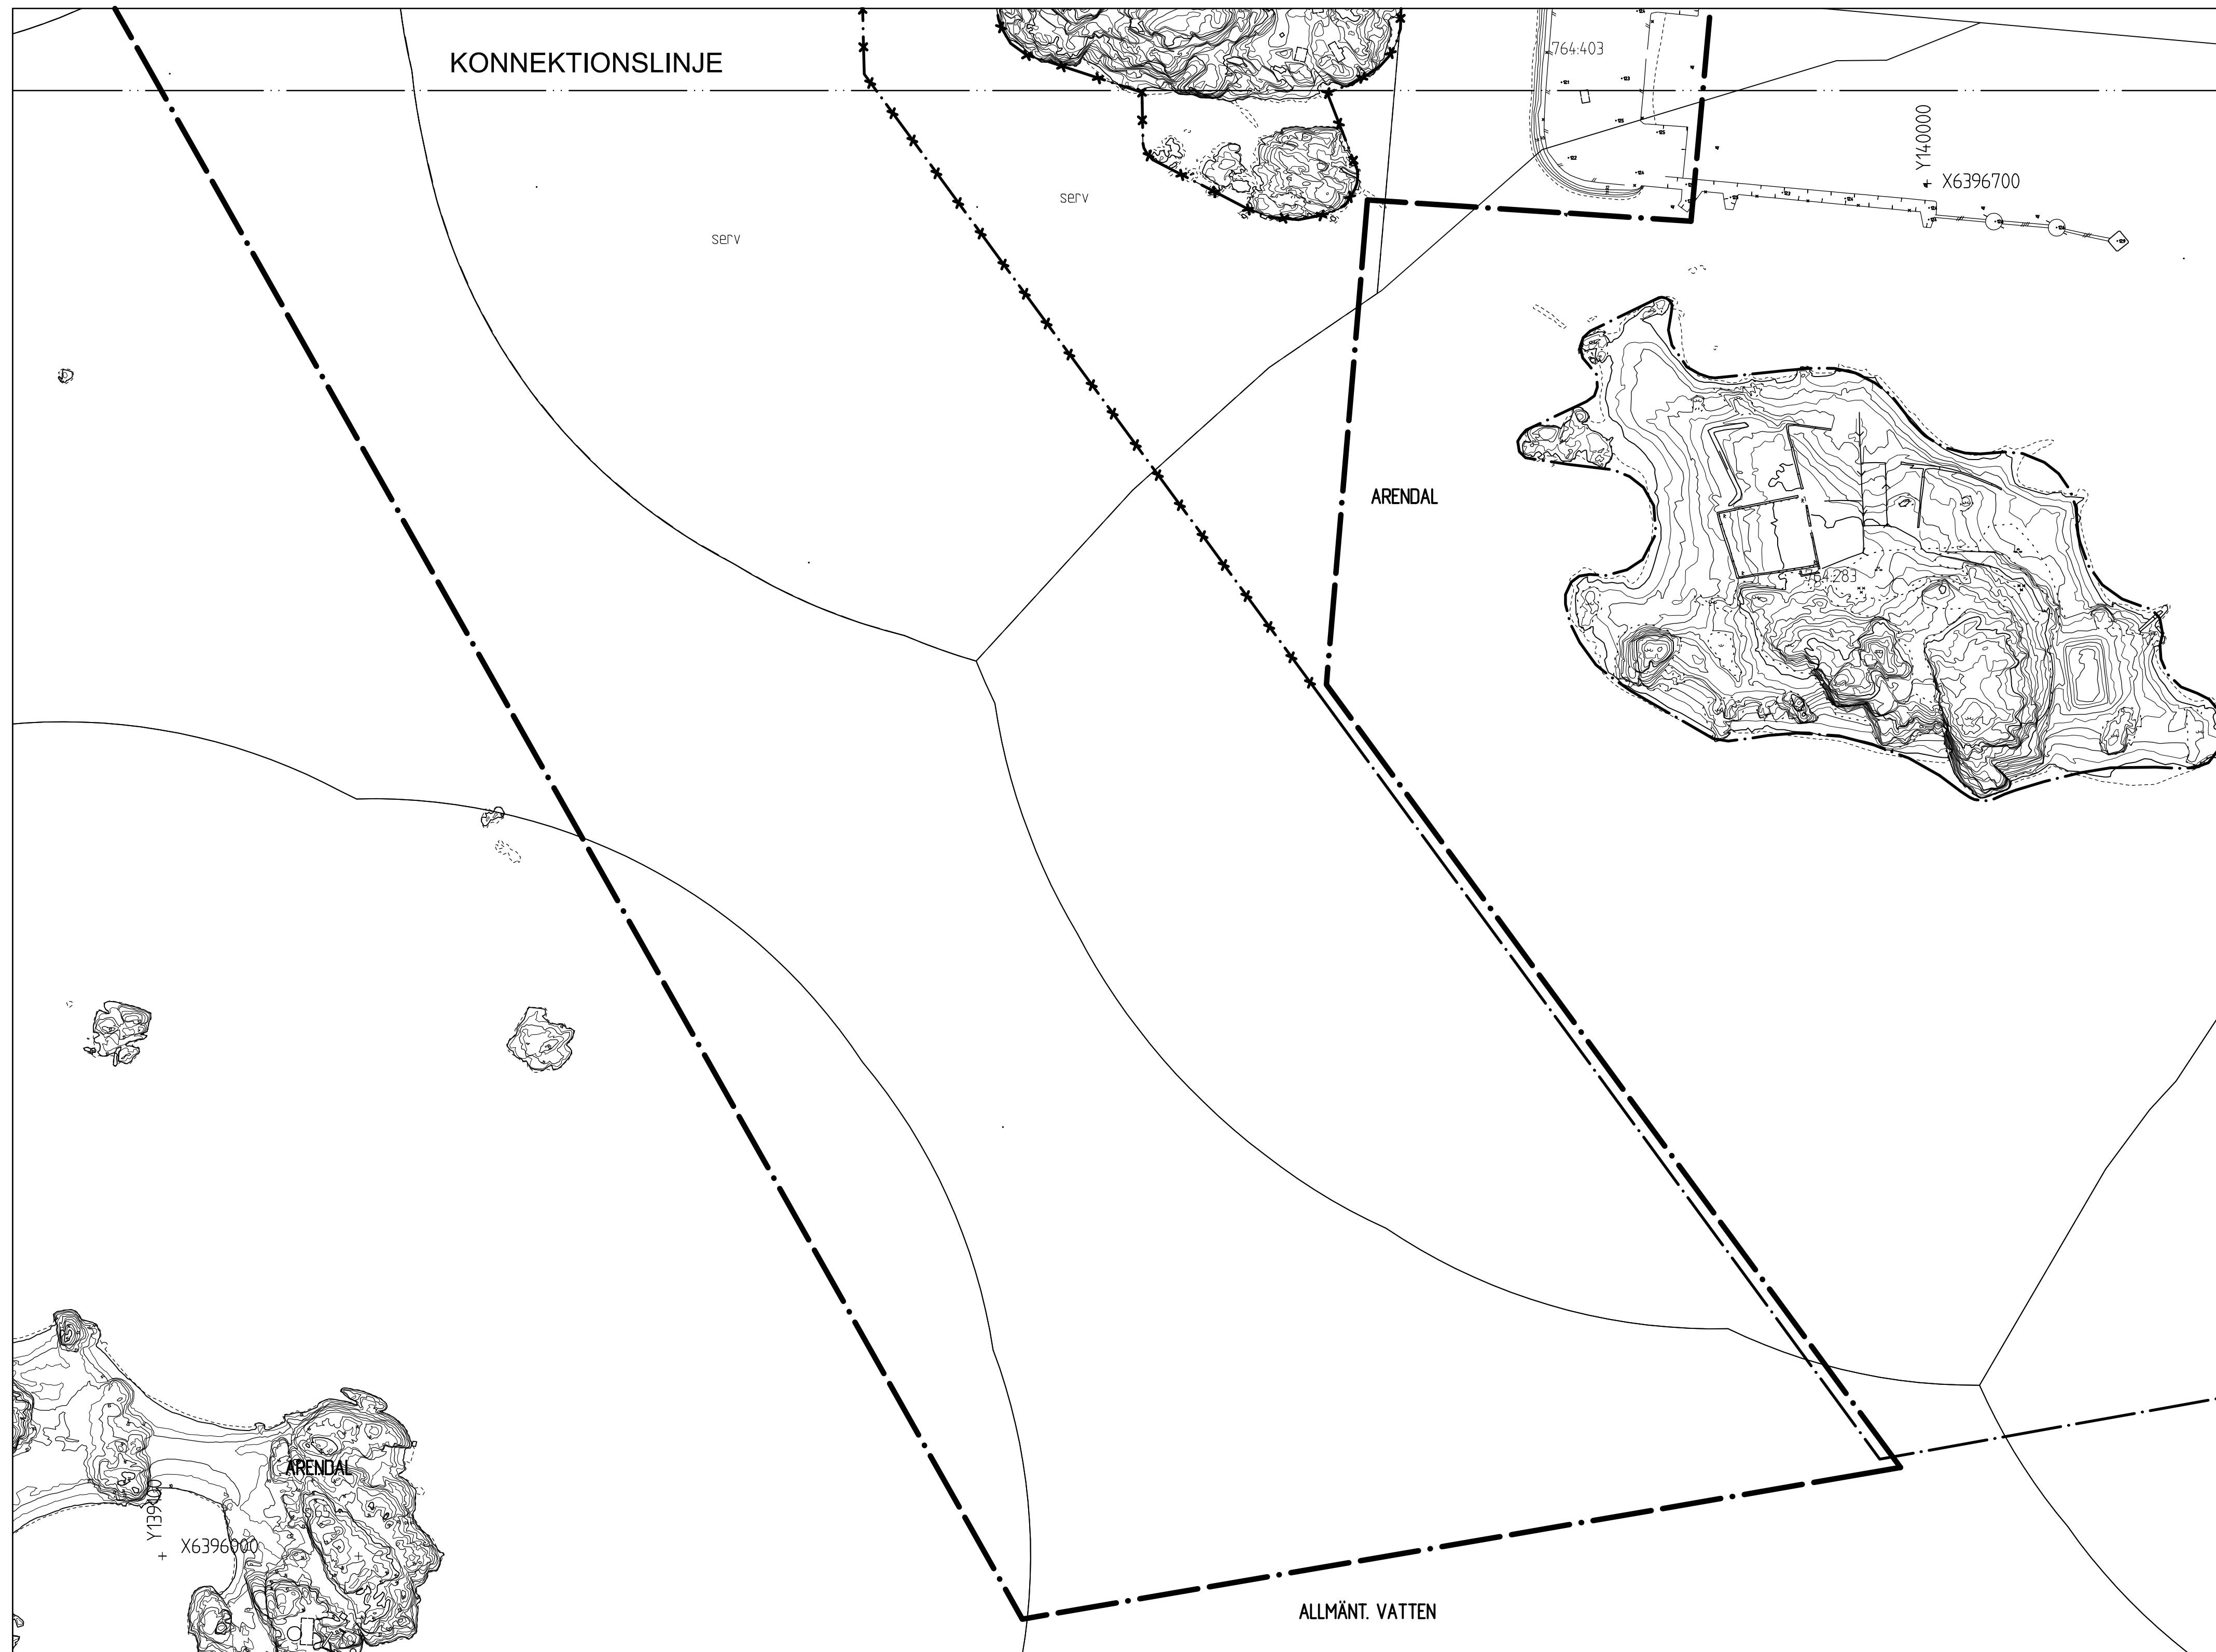 KONNEKTIONSLINJE
764:403
Y140000
X6396700
serv
serv
ARENDAL
764:283
ARENDAL
X6396000
ALLMÄNT. VATTEN